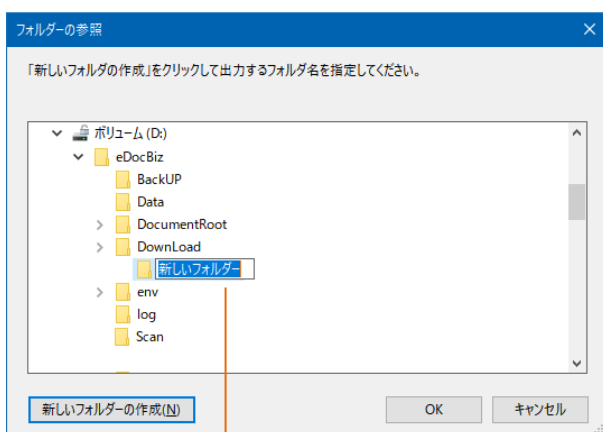 フォルダーの参照
「新しいフォルダの作成」をクリックして出力するフォルダ名を指定してください。
ボリューム (D:)
eDocBiz
BackUP
Data
DocumentRoot
DownLoad
新しいフォルダー
env
log
Scan
新しいフォルダーの作成(N)
OK
キャンセル